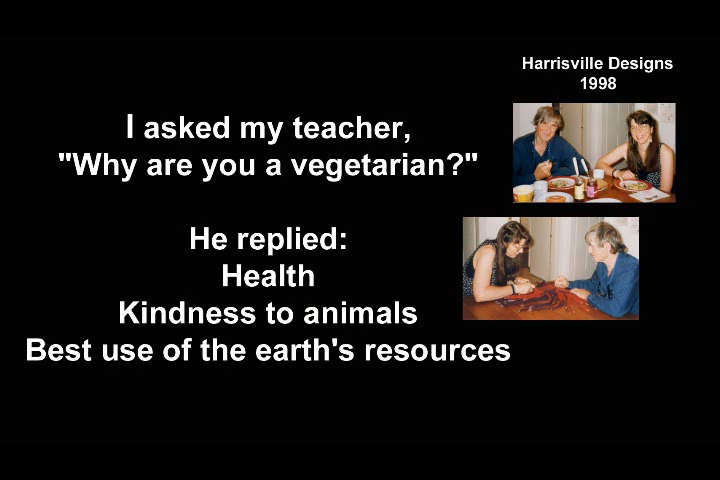 Harrisville Designs
1998
I asked my teacher,
"Why are you a vegetarian?"
He replied:
Health
Kindness to animals
Best use of the earth's resources